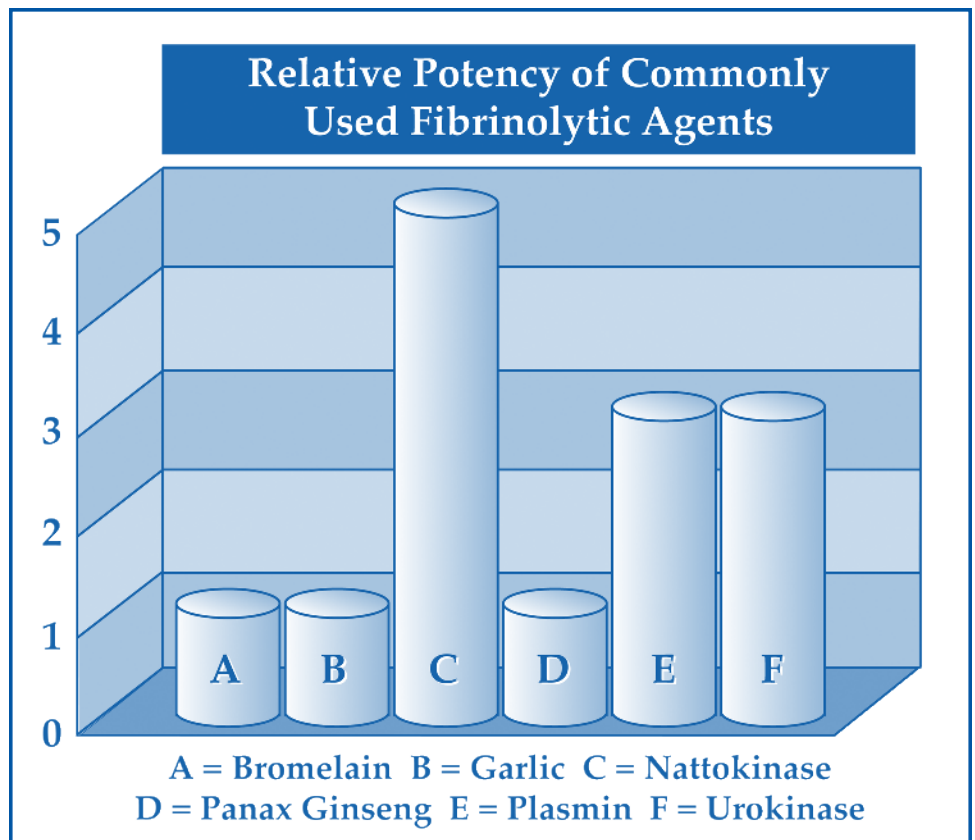 Relative Potency of Commonly
Used Fibrinolytic Agents
5
4
3
2
1
0
A B C D E F
A = Bromelain B = Garlic C = Nattokinase
D = Panax Ginseng E = Plasmin F = Urokinase